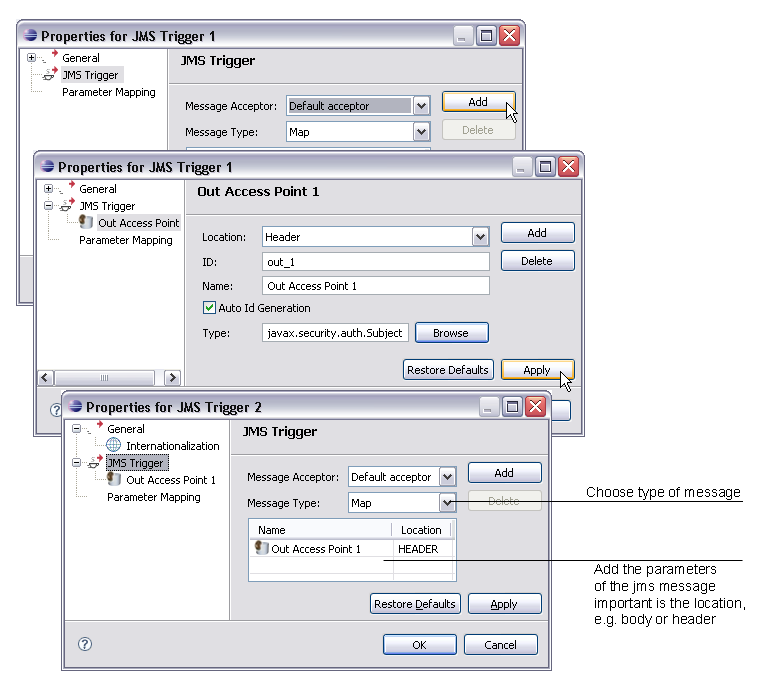 Properties for JMS Trigger 1
General
JMS Trigger
Parameter Mapping
JMS Trigger
Message Acceptor: Default acceptor Add
Message Type: Map Delete
Properties for JMS Trigger 1
General
JMS Trigger
Out Access Point
Parameter Mapping
Out Access Point 1
Location: Header Add
ID: out_1 Delete
Name: Out Access Point 1
Auto Id Generation
Type: javax.security.auth.Subject Browse
Restore Defaults Apply
?
Properties for JMS Trigger 2
General
Internationalization
JMS Trigger
Out Access Point 1
Parameter Mapping
JMS Trigger
Message Acceptor: Default acceptor Add
Message Type: Map Delete
Name Location
Out Access Point 1 HEADER
Restore Defaults Apply
? OK Cancel
Choose type of message
Add the parameters
of the jms message
important is the location,
e.g. body or header